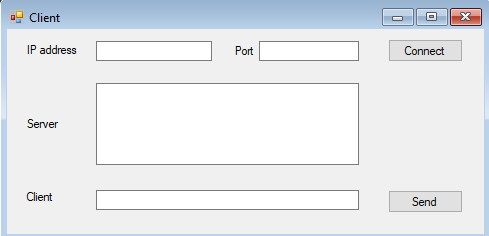 Client
IP address Port Connect
Server
Client Send